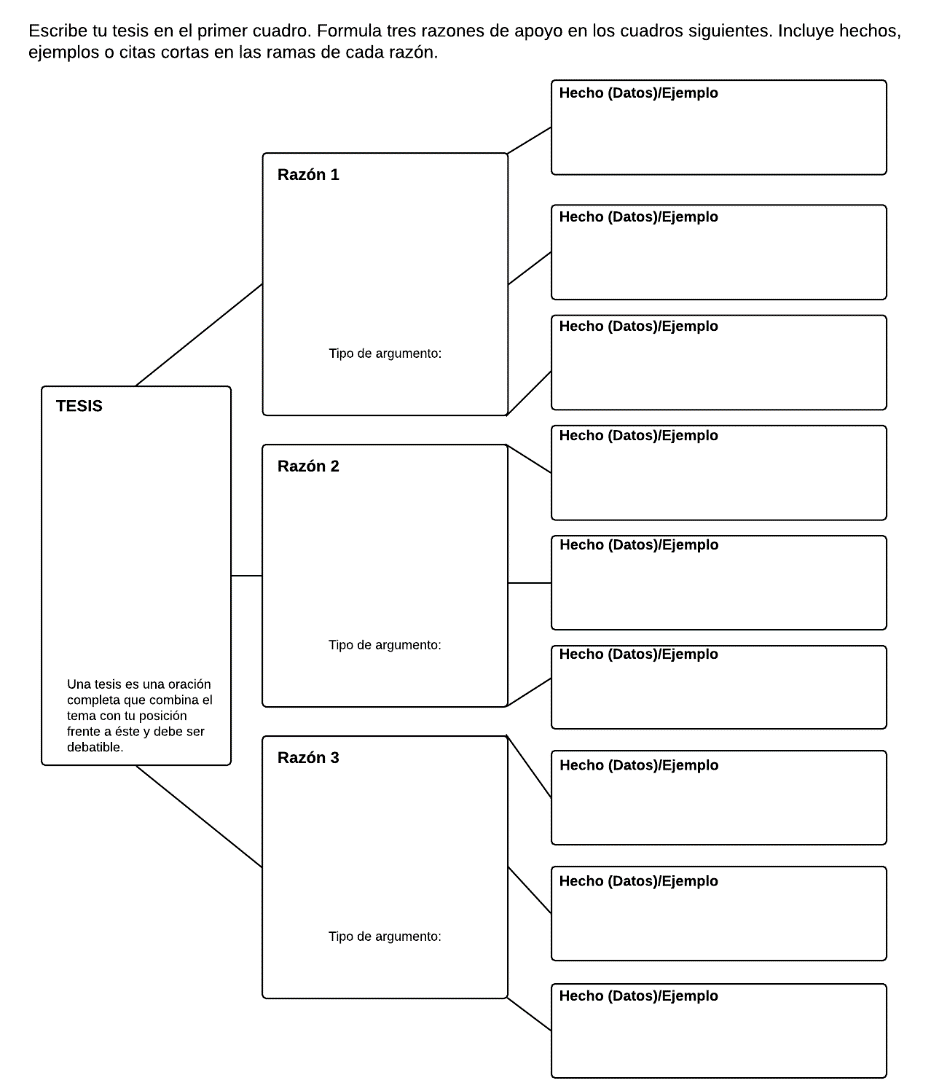 Escribe tu tesis en el primer cuadro. Formula tres razones de apoyo en los cuadros siguientes. Incluye hechos,
ejemplos o citas cortas en las ramas de cada razón.
TESIS
Una tesis es una oración
completa que combina el
tema con tu posición
frente a éste y debe ser
debatible.
Razón 1
Tipo de argumento:
Hecho (Datos)/Ejemplo
Hecho (Datos)/Ejemplo
Hecho (Datos)/Ejemplo
Razón 2
Tipo de argumento:
Hecho (Datos)/Ejemplo
Hecho (Datos)/Ejemplo
Hecho (Datos)/Ejemplo
Razón 3
Tipo de argumento:
Hecho (Datos)/Ejemplo
Hecho (Datos)/Ejemplo
Hecho (Datos)/Ejemplo